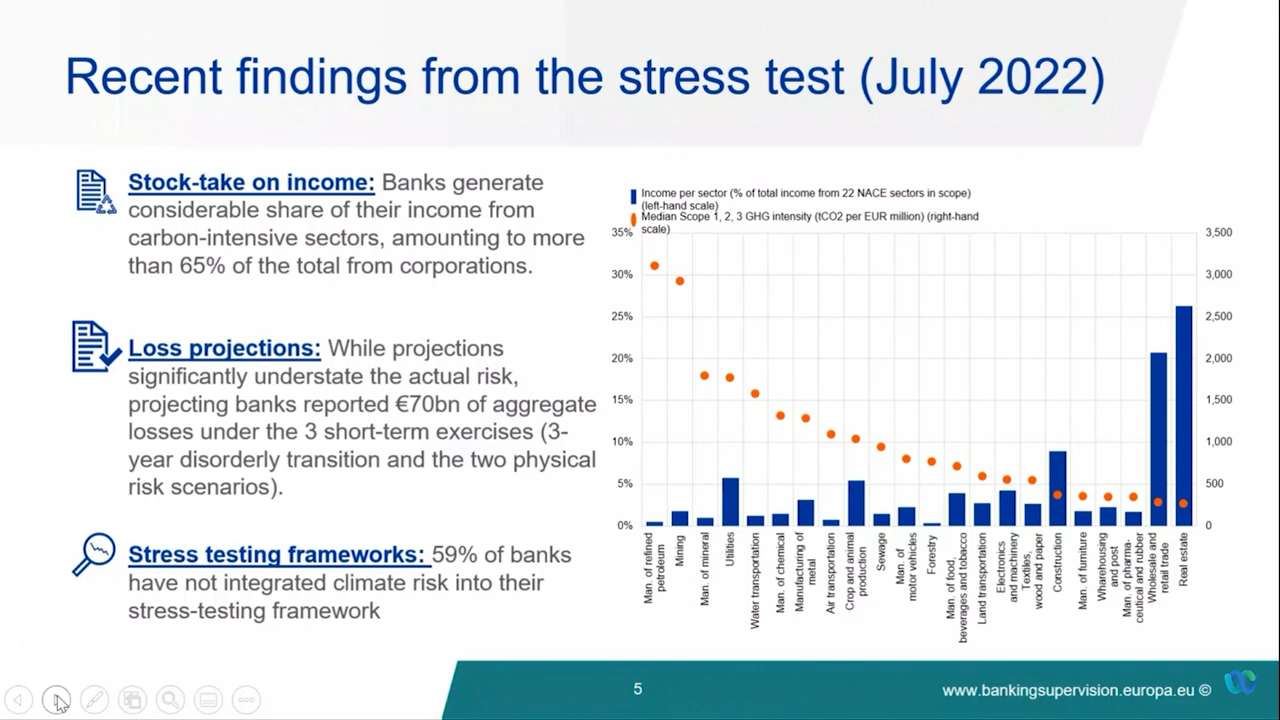 Recent findings from the stress test (July 2022)
Stock-take on income: Banks generate
considerable share of their income from
carbon-intensive sectors, amounting to more
than 65% of the total from corporations.
Loss projections: While projections
significantly understate the actual risk,
projecting banks reported €70bn of aggregate
losses under the 3 short-term exercises (3-
year disorderly transition and the two physical
risk scenarios).
Stress testing frameworks: 59% of banks
have not integrated climate risk into their
stress-testing framework
Income per sector (% of total income from 22 NACE sectors in scope)
(left-hand scale)
Median Scope 1, 2, 3 GHG intensity (tCO2 per EUR million) (right-hand
scale)
35%
30%
25%
20%
15%
10%
5%
0%
3,500
3,000
2,500
2,000
1,500
1,000
500
0
Man. of refined
petroleum
Mining
Man. of mineral
Utilities
Water transportation
Man. of chemical
Manufacturing of
metal
Air transportation
Crop and animal
production
Sewage
Man. of
motor vehicles
Forestry
Man. of food,
beverages and tobacco
Land transportation
Electronics
and machinery
Textiles,
wood and paper
Construction
Man. of furniture
Wharehousing
and post
Man. of pharma-
ceutical and rubber
Wholesale and
retail trade
Real estate
5
www.bankingsupervision.europa.eu ©